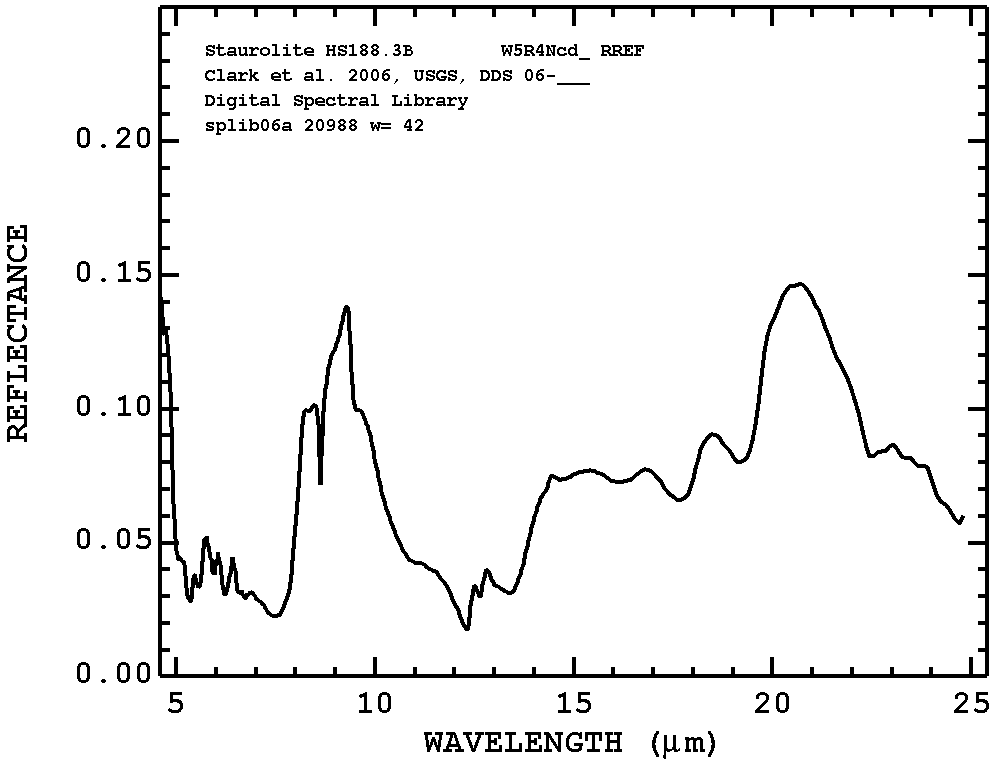 Staurolite HS188.3B W5R4Ncd_ RREF
Clark et al. 2006, USGS, DDS 06-___
Digital Spectral Library
splib06a 20988 w= 42
0.20
0.15
0.10
0.05
0.00
REFLECTANCE
5 10 15 20 25
WAVELENGTH (μm)